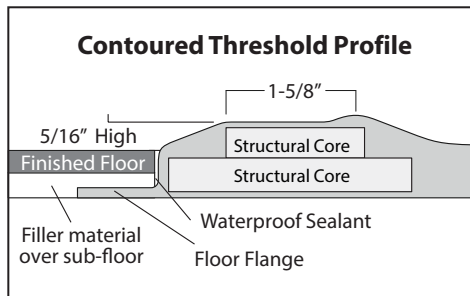 Contoured Threshold Profile
1-5/8”
5/16” High
Finished Floor
Structural Core
Structural Core
Waterproof Sealant
Filler material
over sub-floor
Floor Flange